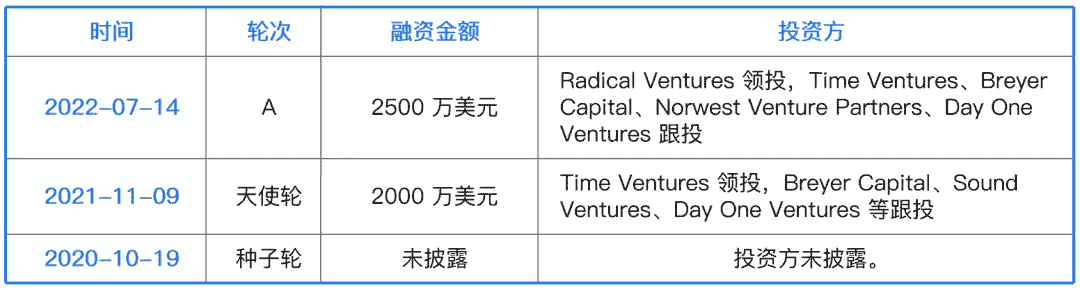 时间 轮次 融资金额 投资方
2022-07-14 A 2500 万美元 Radical Ventures 领投，Time Ventures、Breyer
Capital、Norwest Venture Partners、Day One
Ventures 跟投
2021-11-09 天使轮 2000 万美元 Time Ventures 领投，Breyer Capital、Sound
Ventures、Day One Ventures 等跟投
2020-10-19 种子轮 未披露 投资方未披露。